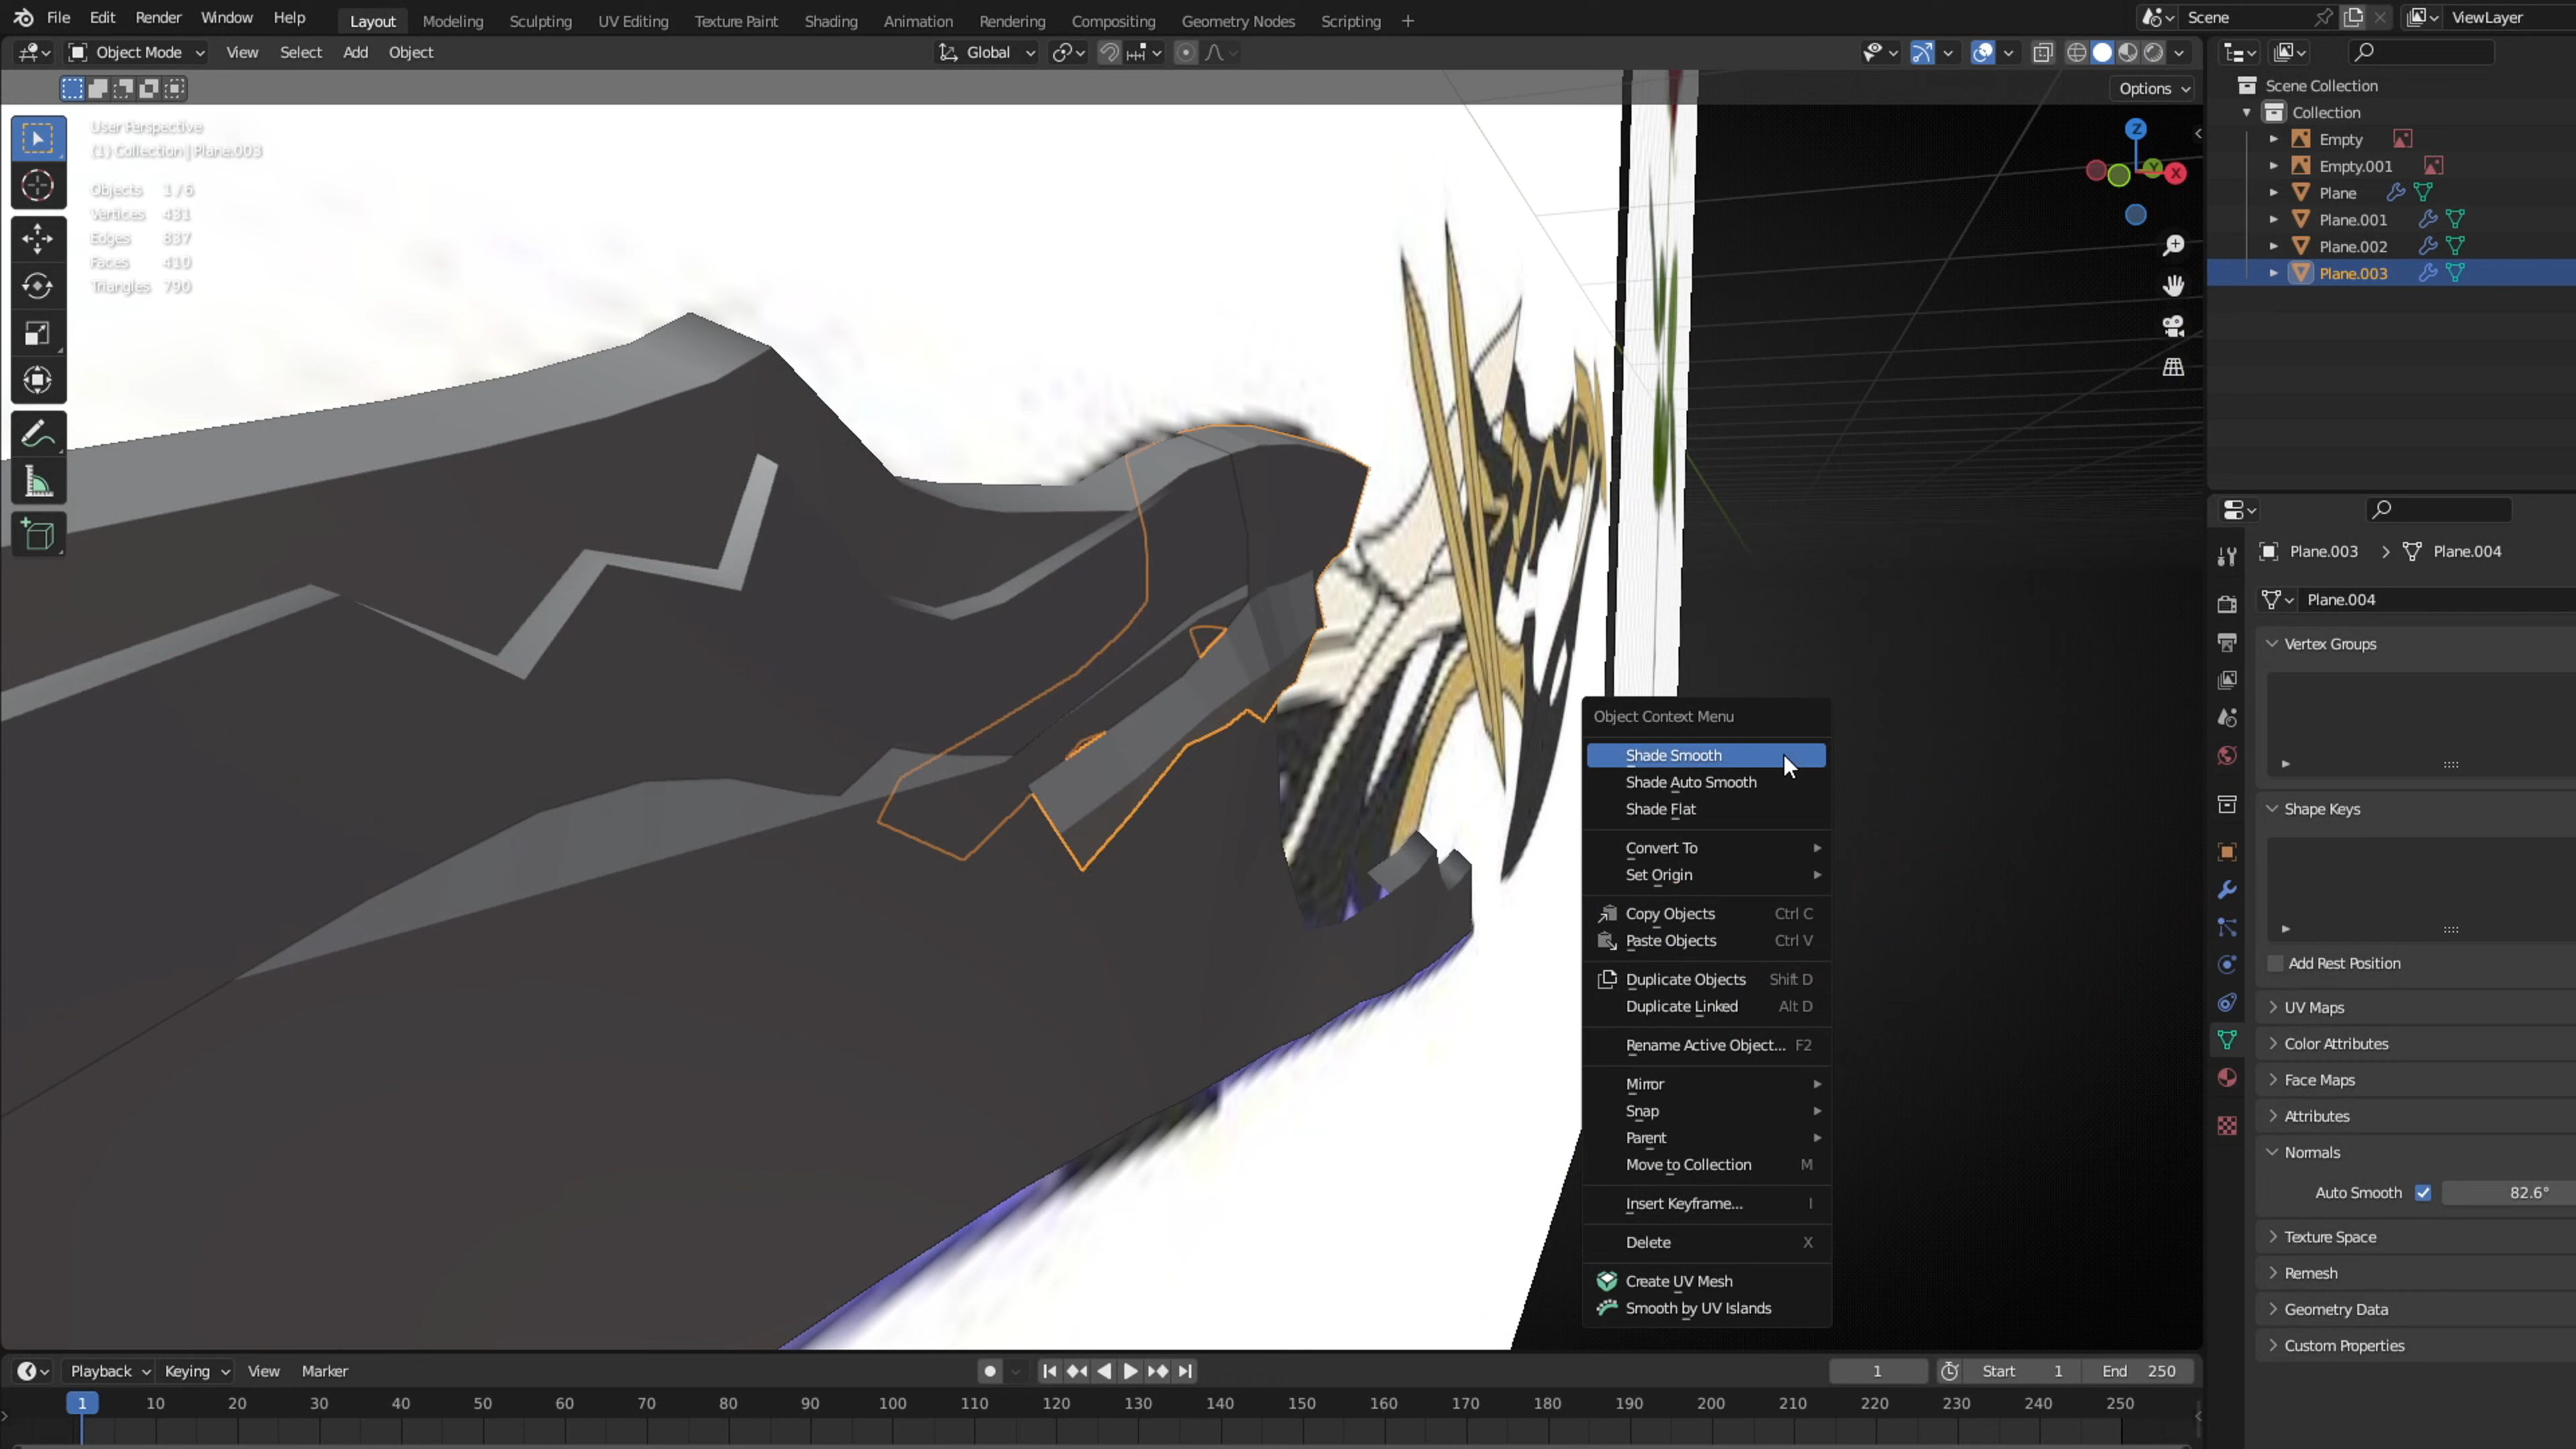 File Edit Render Window Help Layout Modeling Sculpting UV Editing Texture Paint Shading Animation Rendering Compositing Geometry Nodes Scripting + Scene ViewLayer
Object Mode View Select Add Object Global
Options
User Perspective
(1) Collection | Plane.003
Objects 1/6
Vertices 431
Edges 837
Faces 410
Triangles 790
Z
Y
X
Scene Collection
Collection
Empty
Empty.001
Plane
Plane.001
Plane.002
Plane.003
Plane.003 > Plane.004
Plane.004
Vertex Groups
Shape Keys
Add Rest Position
UV Maps
Color Attributes
Face Maps
Attributes
Normals
Auto Smooth 82.6°
Texture Space
Remesh
Geometry Data
Custom Properties
Object Context Menu
Shade Smooth
Shade Auto Smooth
Shade Flat
Convert To
Set Origin
Copy Objects Ctrl C
Paste Objects Ctrl V
Duplicate Objects Shift D
Duplicate Linked Alt D
Rename Active Object... F2
Mirror
Snap
Parent
Move to Collection M
Insert Keyframe... I
Delete X
Create UV Mesh
Smooth by UV Islands
Playback Keying View Marker 1 Start 1 End 250
1 10 20 30 40 50 60 70 80 90 100 110 120 130 140 150 160 170 180 190 200 210 220 230 240 250